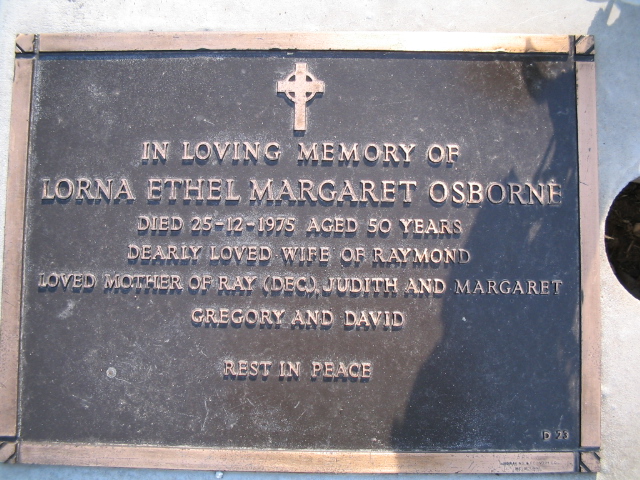 IN LOVING MEMORY OF
LORNA ETHEL MARGARET OSBORNE
DIED 25-12-1975 AGED 50 YEARS
DEARLY LOVED WIFE OF RAYMOND
LOVED MOTHER OF RAY (DEC.), JUDITH AND MARGARET
GREGORY AND DAVID
REST IN PEACE
D 23